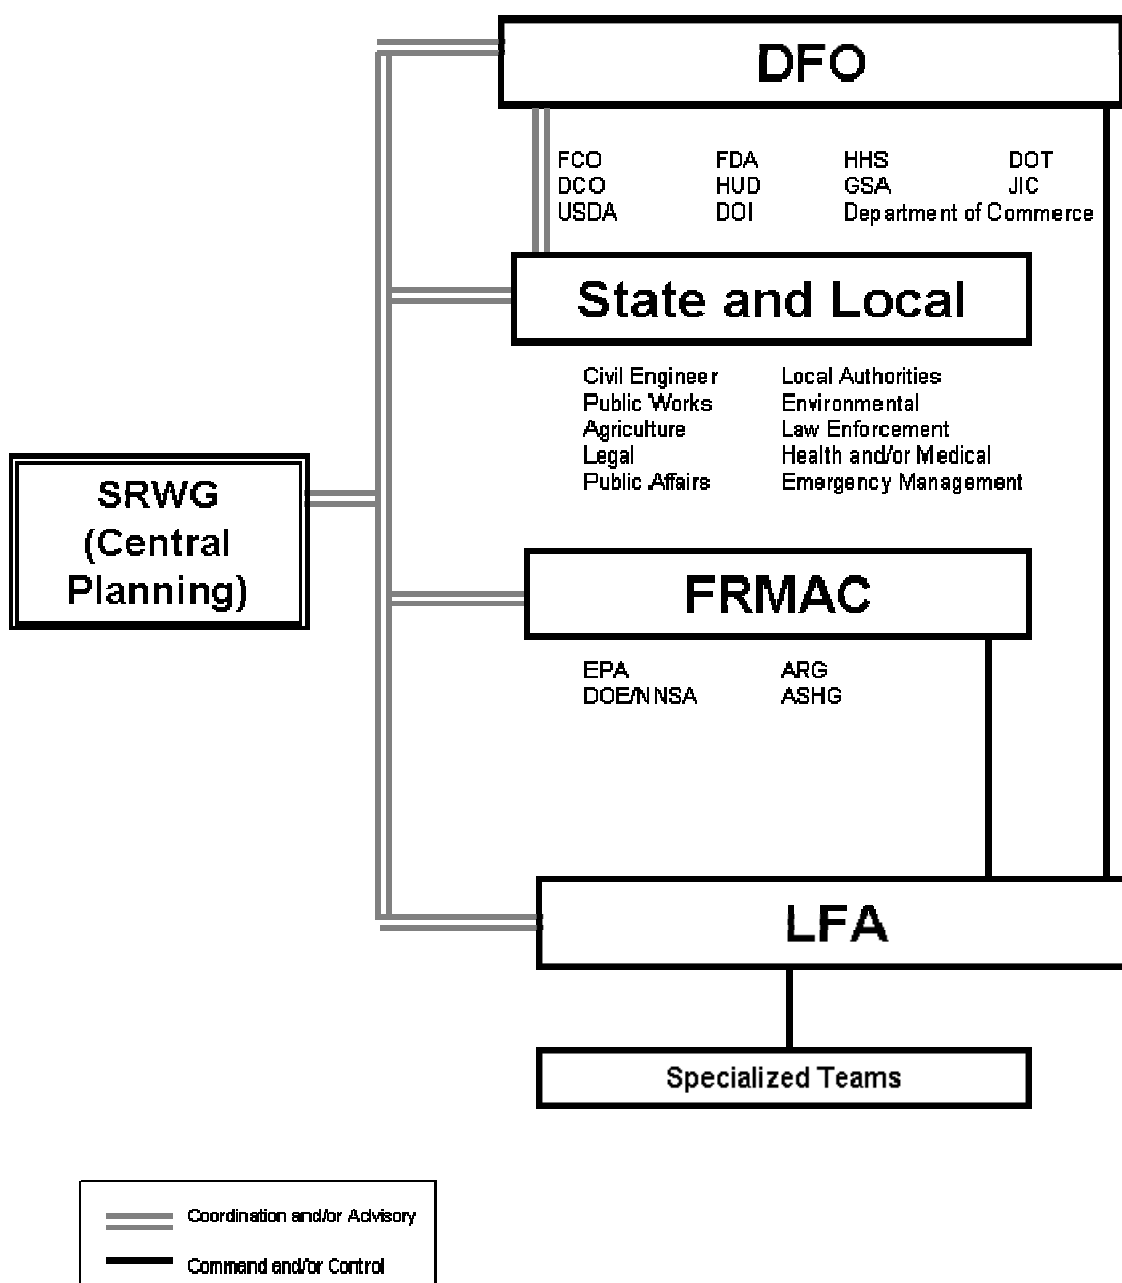 DFO
FCO FDA HHS DOT
DCO HUD GSA JIC
USDA DOI Department of Commerce
State and Local
Civil Engineer Local Authorities
Public Works Environmental
Agriculture Law Enforcement
Legal Health and/or Medical
Public Affairs Emergency Management
SRWG
(Central
Planning)
FRMAC
EPA ARG
DOE/NNSA ASHG
LFA
Specialized Teams
Coordination and/or Advisory
Command and/or Control